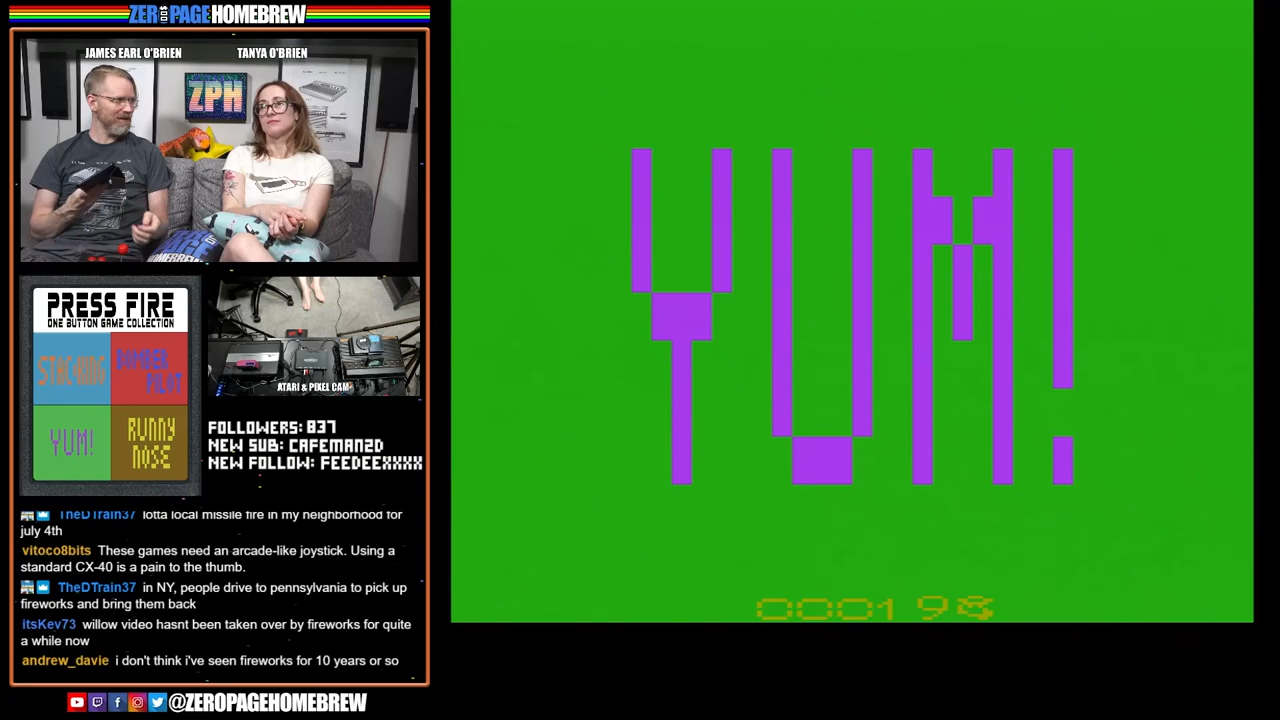 ZEROPAGEHOMEBREW
JAMES EARL O'BRIEN
TANYA O'BRIEN
ZPH
PRESS FIRE
ONE BUTTON GAME COLLECTION
STAC-KING
BOMBER
PILOT
YUM!
RUNNY
NOSE
ATARI & PIXEL CAM
FOLLOWERS: 837
NEW SUB: CAFEMAN2D
NEW FOLLOW: FEEDEEXXXX
TheDTrain37 lotta local missile fire in my neighborhood for
july 4th
vitoco8bits These games need an arcade-like joystick. Using a
standard CX-40 is a pain to the thumb.
TheDTrain37 in NY, people drive to pennsylvania to pick up
fireworks and bring them back
itsKev73 willow video hasnt been taken over by fireworks for quite
a while now
andrew_davie i don't think i've seen fireworks for 10 years or so
@ZEROPAGEHOMEBREW
YUM!